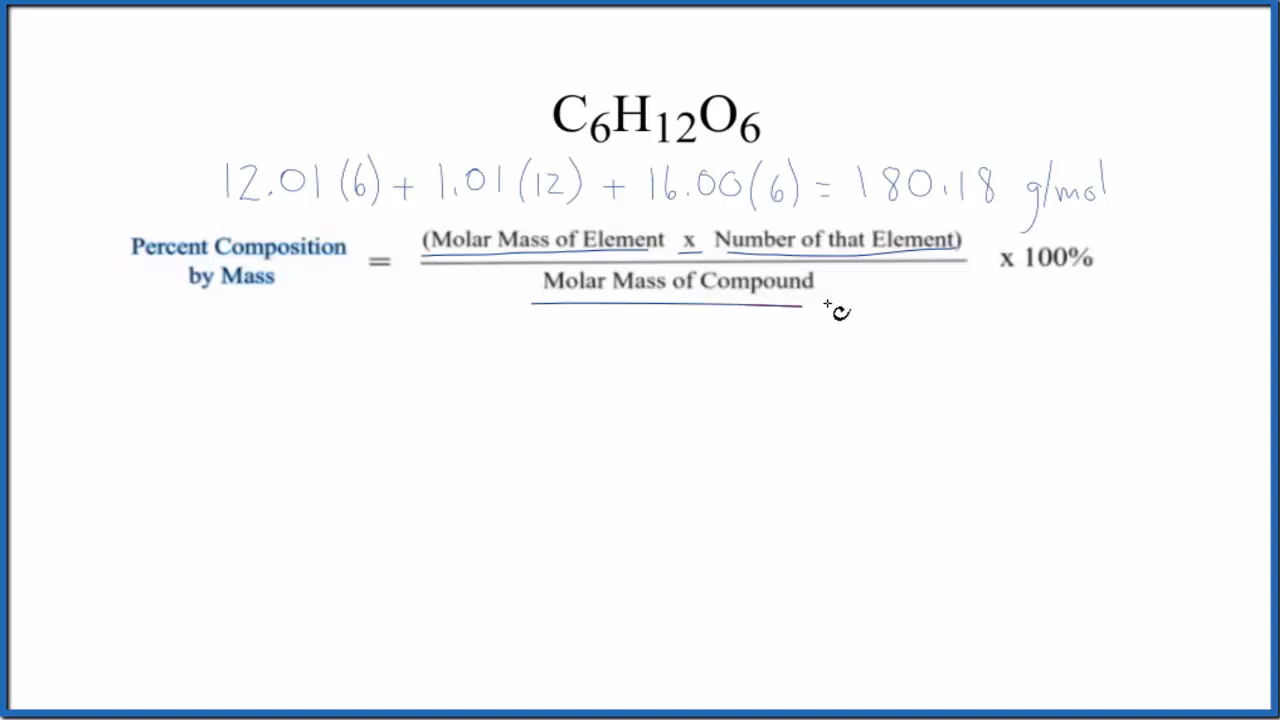 C₆H₁₂O₆
12.01(6) + 1.01(12) + 16.00(6) = 180.18 g/mol
Percent Composition by Mass = (Molar Mass of Element x Number of that Element) / Molar Mass of Compound x 100%